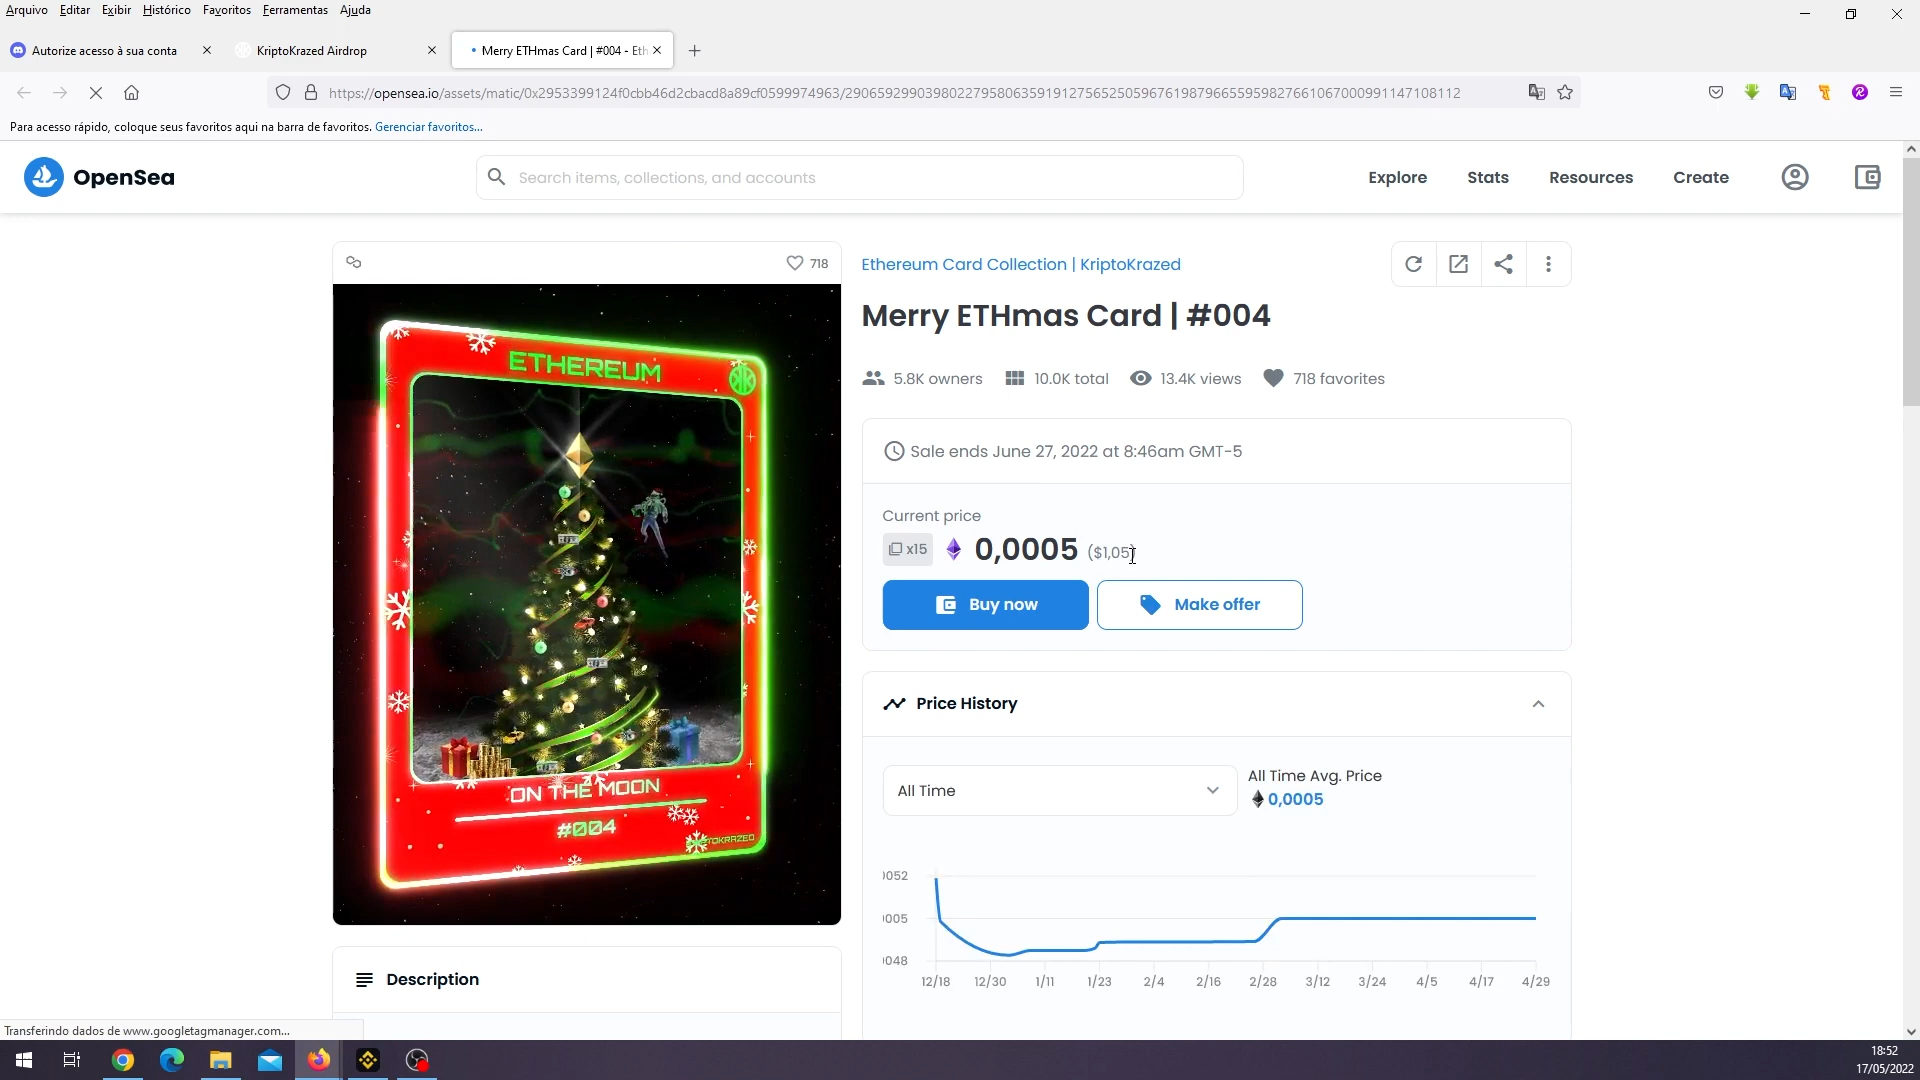 Arquivo Editar Exibir Histórico Favoritos Ferramentas Ajuda
Autorize acesso à sua conta
KriptoKrazed Airdrop
Merry ETHmas Card | #004 - Eth
https://opensea.io/assets/matic/0x2953399124f0cbb46d2cbacd8a89cf0599974963/29065929903980227958063591912756525059676198796655959827661067000991147108112
Para acesso rápido, coloque seus favoritos aqui na barra de favoritos. Gerenciar favoritos...
OpenSea
Search items, collections, and accounts
Explore Stats Resources Create
718
Ethereum Card Collection | KriptoKrazed
Merry ETHmas Card | #004
5.8K owners 10.0K total 13.4K views 718 favorites
ETHEREUM
ON THE MOON
#004
Sale ends June 27, 2022 at 8:46am GMT-5
Current price
x15 0,0005 ($1,05)
Buy now Make offer
Price History
All Time
All Time Avg. Price
0,0005
0052
005
048
12/18 12/30 1/11 1/23 2/4 2/16 2/28 3/12 3/24 4/5 4/17 4/29
Description
Transferindo dados de www.googletagmanager.com...
18:52
17/05/2022